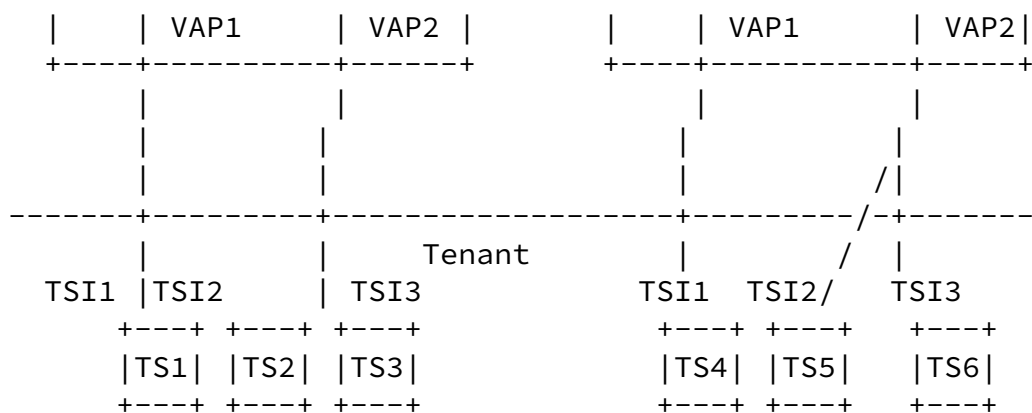 |    | VAP1     | VAP2 |       |    | VAP1      | VAP2|
+----+----------+------+       +----+-----------+-----+
|          |                   |           |
|         |                   |           |
|         |                   |          /|
-------+---------+-------------------+---------/-+-------
|         |     Tenant        |        /  |
TSI1 |TSI2     | TSI3            TSI1  TSI2/   TSI3
+---+ +---+ +---+             +---+ +---+   +---+
|TS1| |TS2| |TS3|             |TS4| |TS5|   |TS6|
+---+ +---+ +---+             +---+ +---+   +---+